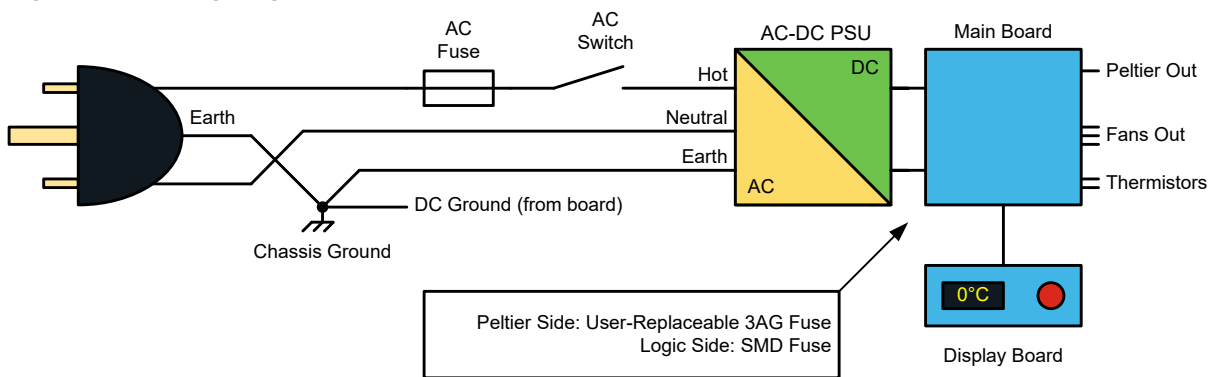 AC
Fuse
AC
Switch
AC-DC PSU
Main Board
Hot
DC
Peltier Out
Earth
Neutral
Fans Out
Earth
AC
Thermistors
DC Ground (from board)
Chassis Ground
0°C
Peltier Side: User-Replaceable 3AG Fuse
Logic Side: SMD Fuse
Display Board